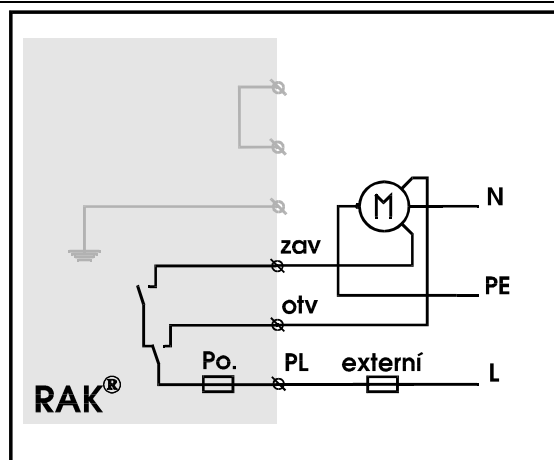 M
N
zav
PE
otv
Po.
PL
externí
L
RAK®